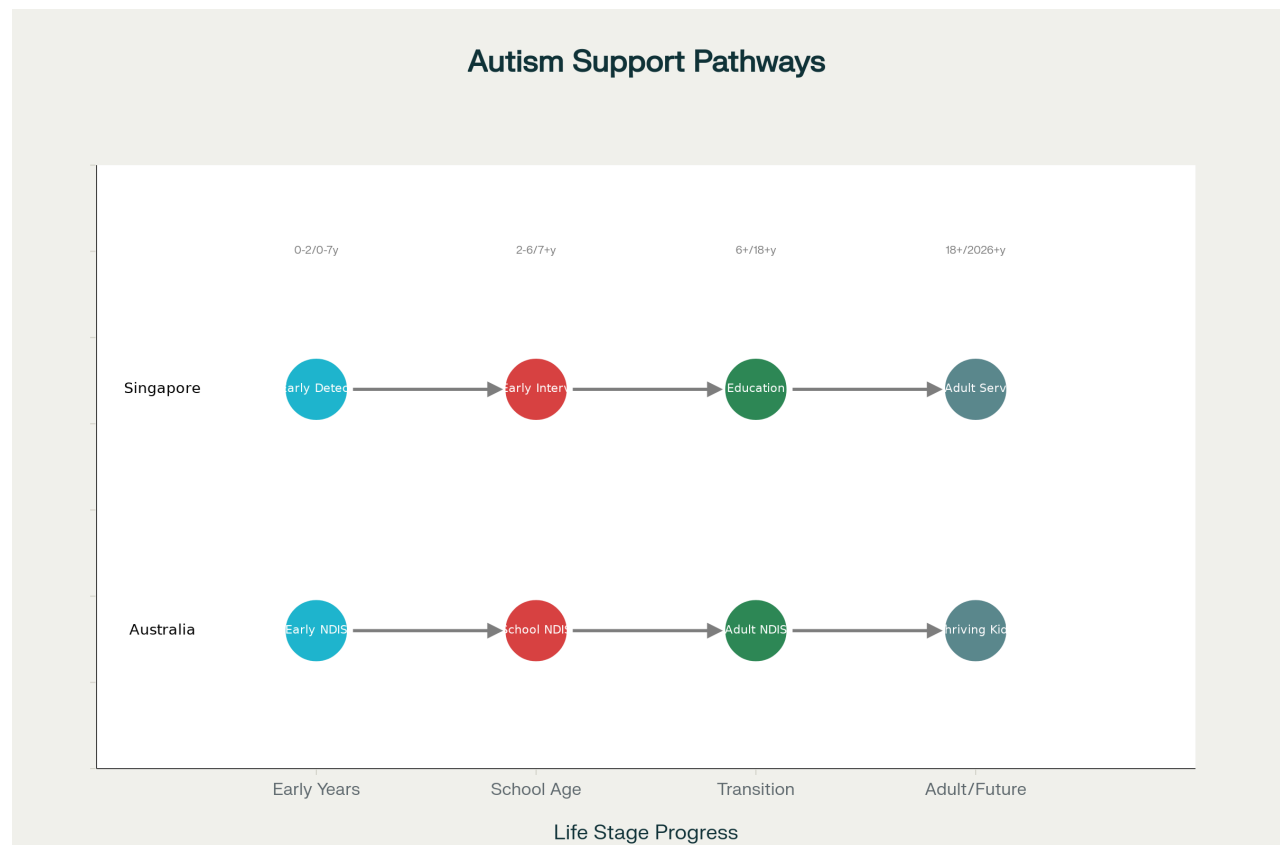 Autism Support Pathways
0-2/0-7y 2-6/7+y 6+/18+y 18+/2026+y
Singapore arly Detec Early Interv Education Adult Serv
Australia Early NDIS School NDIS Adult NDIS hriving Kid
Early Years School Age Transition Adult/Future
Life Stage Progress